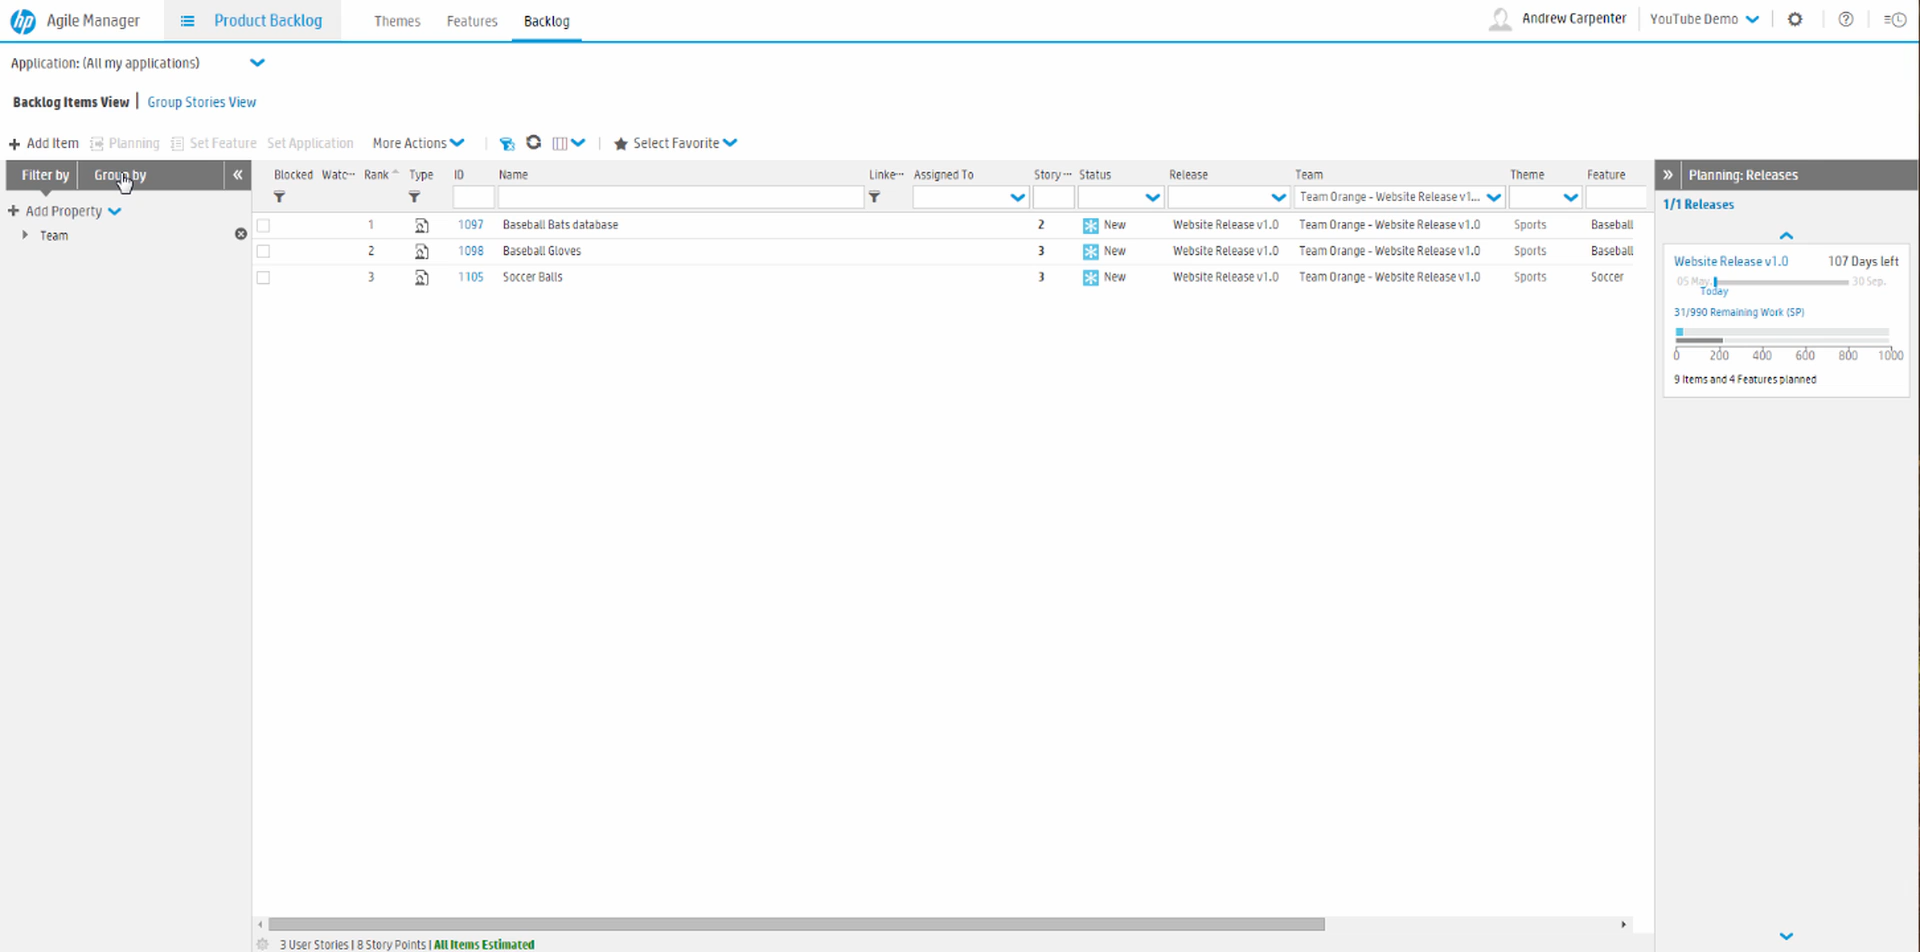 hp Agile Manager Product Backlog Themes Features Backlog Andrew Carpenter YouTube Demo
Application: (All my applications)
Backlog Items View | Group Stories View
+ Add Item Planning Set Feature Set Application More Actions Select Favorite
Filter by Group by « Blocked Watc... Rank Type ID Name Linke... Assigned To Story ... Status Release Team Theme Feature » Planning: Releases
Team Orange - Website Release v1...
+ Add Property
1/1 Releases
Team
1 1097 Baseball Bats database 2 New Website Release v1.0 Team Orange - Website Release v1.0 Sports Baseball
2 1098 Baseball Gloves 3 New Website Release v1.0 Team Orange - Website Release v1.0 Sports Baseball
3 1105 Soccer Balls 3 New Website Release v1.0 Team Orange - Website Release v1.0 Sports Soccer
Website Release v1.0 107 Days left
05 May. 30 Sep.
Today
31/990 Remaining Work (SP)
0 200 400 600 800 1000
9 Items and 4 Features planned
3 User Stories | 8 Story Points | All Items Estimated